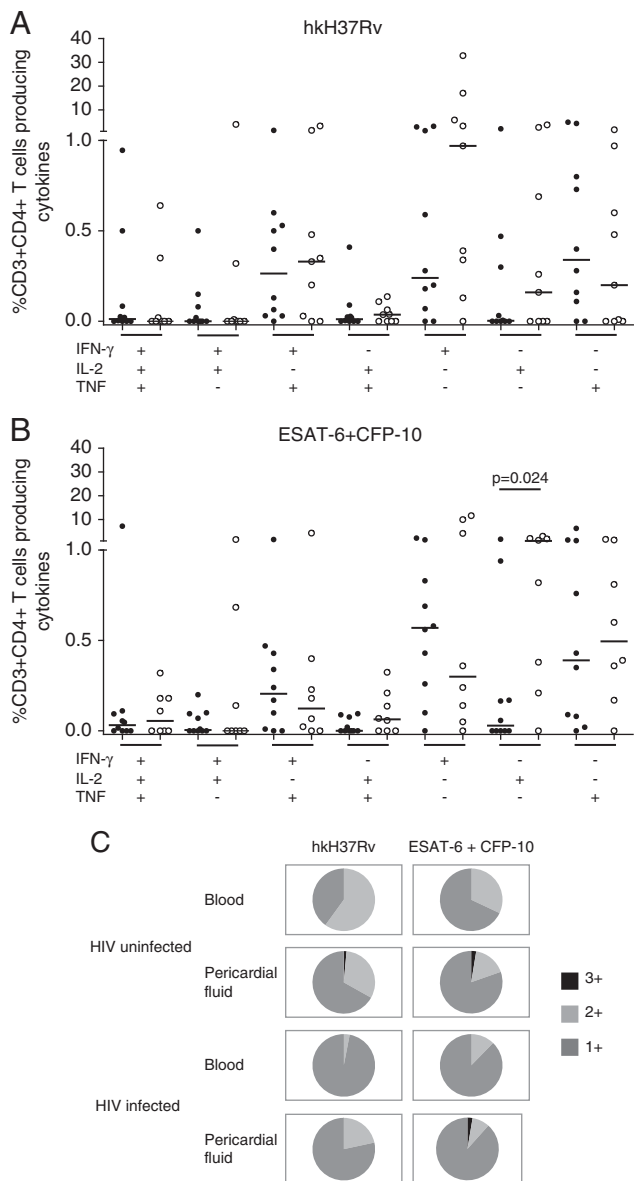 A
hkH37Rv
%CD3+CD4+ T cells producing
cytokines
40
30
20
10
1.0
0.5
0.0
IFN-γ + + + - + - -
IL-2 + + - + - + -
TNF + - + + - - +
B
ESAT-6+CFP-10
%CD3+CD4+ T cells producing
cytokines
40
30
20
10
1.0
0.5
0.0
p=0.024
IFN-γ + + + - + - -
IL-2 + + - + - + -
TNF + - + + - - +
C
hkH37Rv ESAT-6 + CFP-10
Blood
HIV uninfected
Pericardial
fluid
3+
2+
1+
Blood
HIV infected
Pericardial
fluid